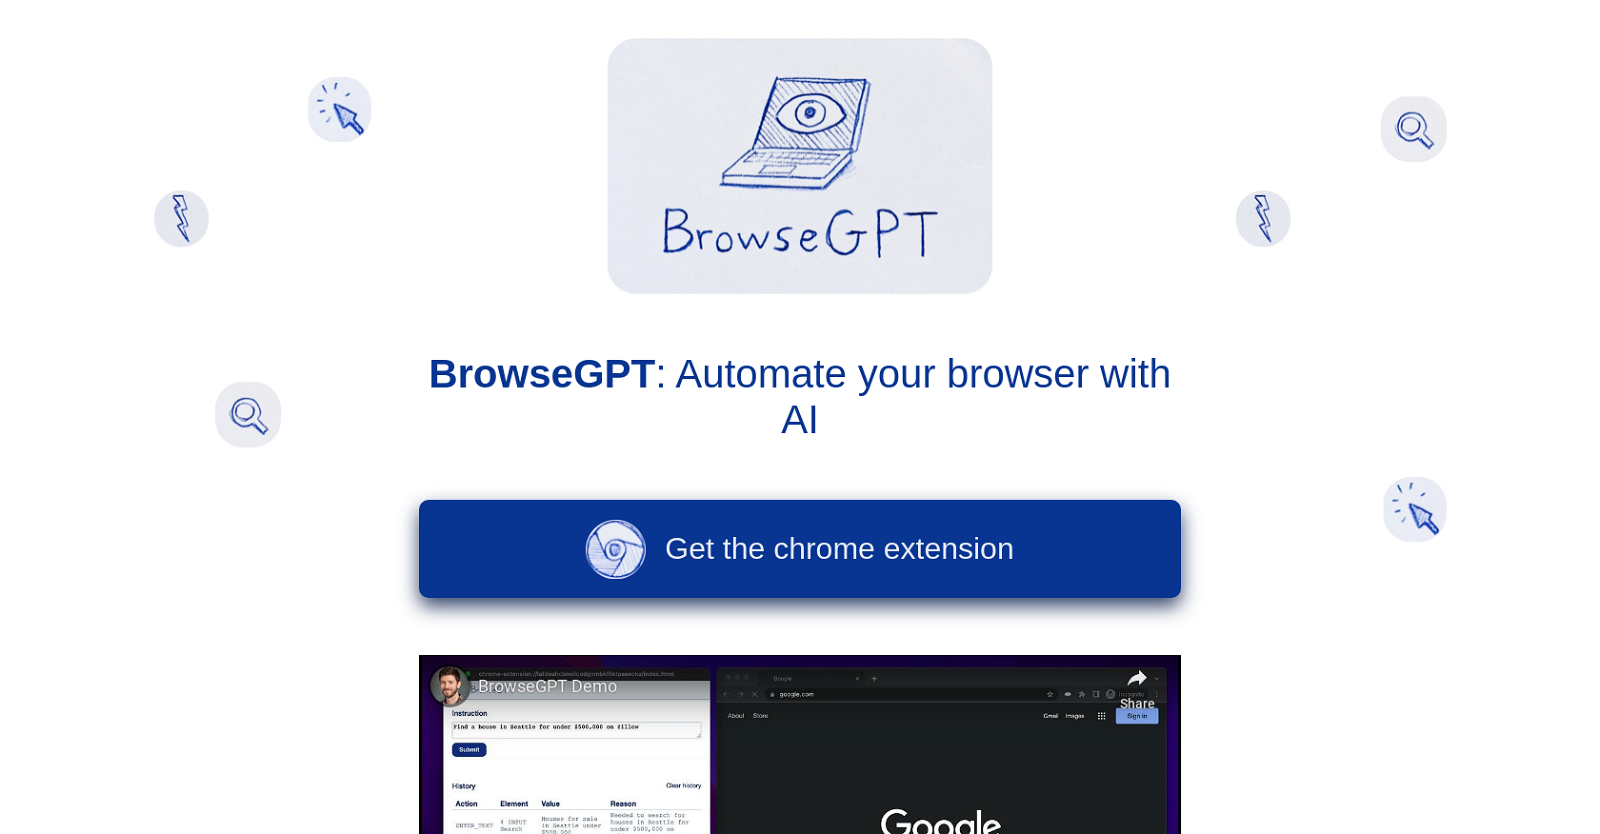 BrowseGPT
BrowseGPT: Automate your browser with
AI
Get the chrome extension
BrowseGPT Demo
Google
google.com
Incognito
Share
About Store
Gmail Images
Sign in
Instruction
Find a house in Seattle for under $500,000 on Zillow
Submit
History
Clear history
Action Element Value Reason
ENTER_TEXT
4 INPUT
Search
Houses for sale
in Seattle under
$500,000
Needed to search for
houses in Seattle for
under $500,000 on
Google